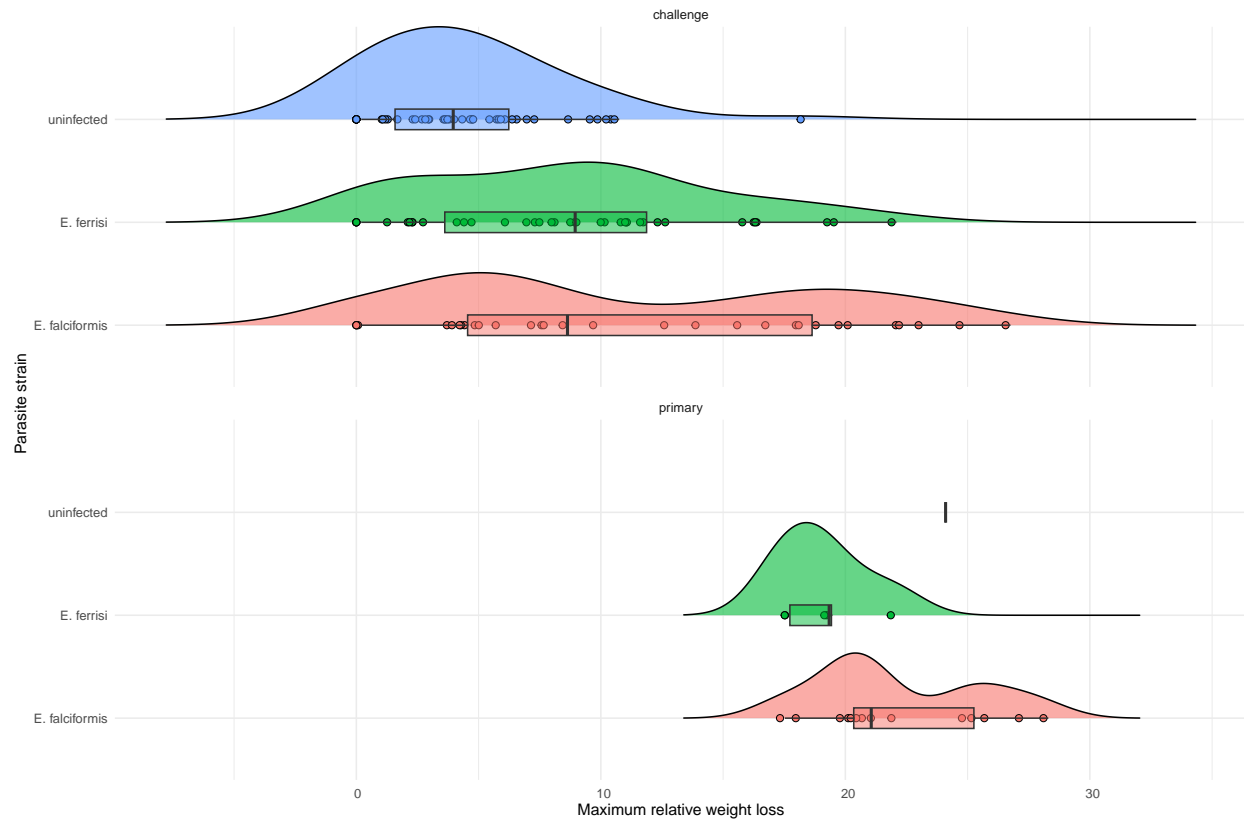 challenge
uninfected
E. ferrisi
E. falciformis
Parasite strain
primary
uninfected
E. ferrisi
E. falciformis
0 10 20 30
Maximum relative weight loss